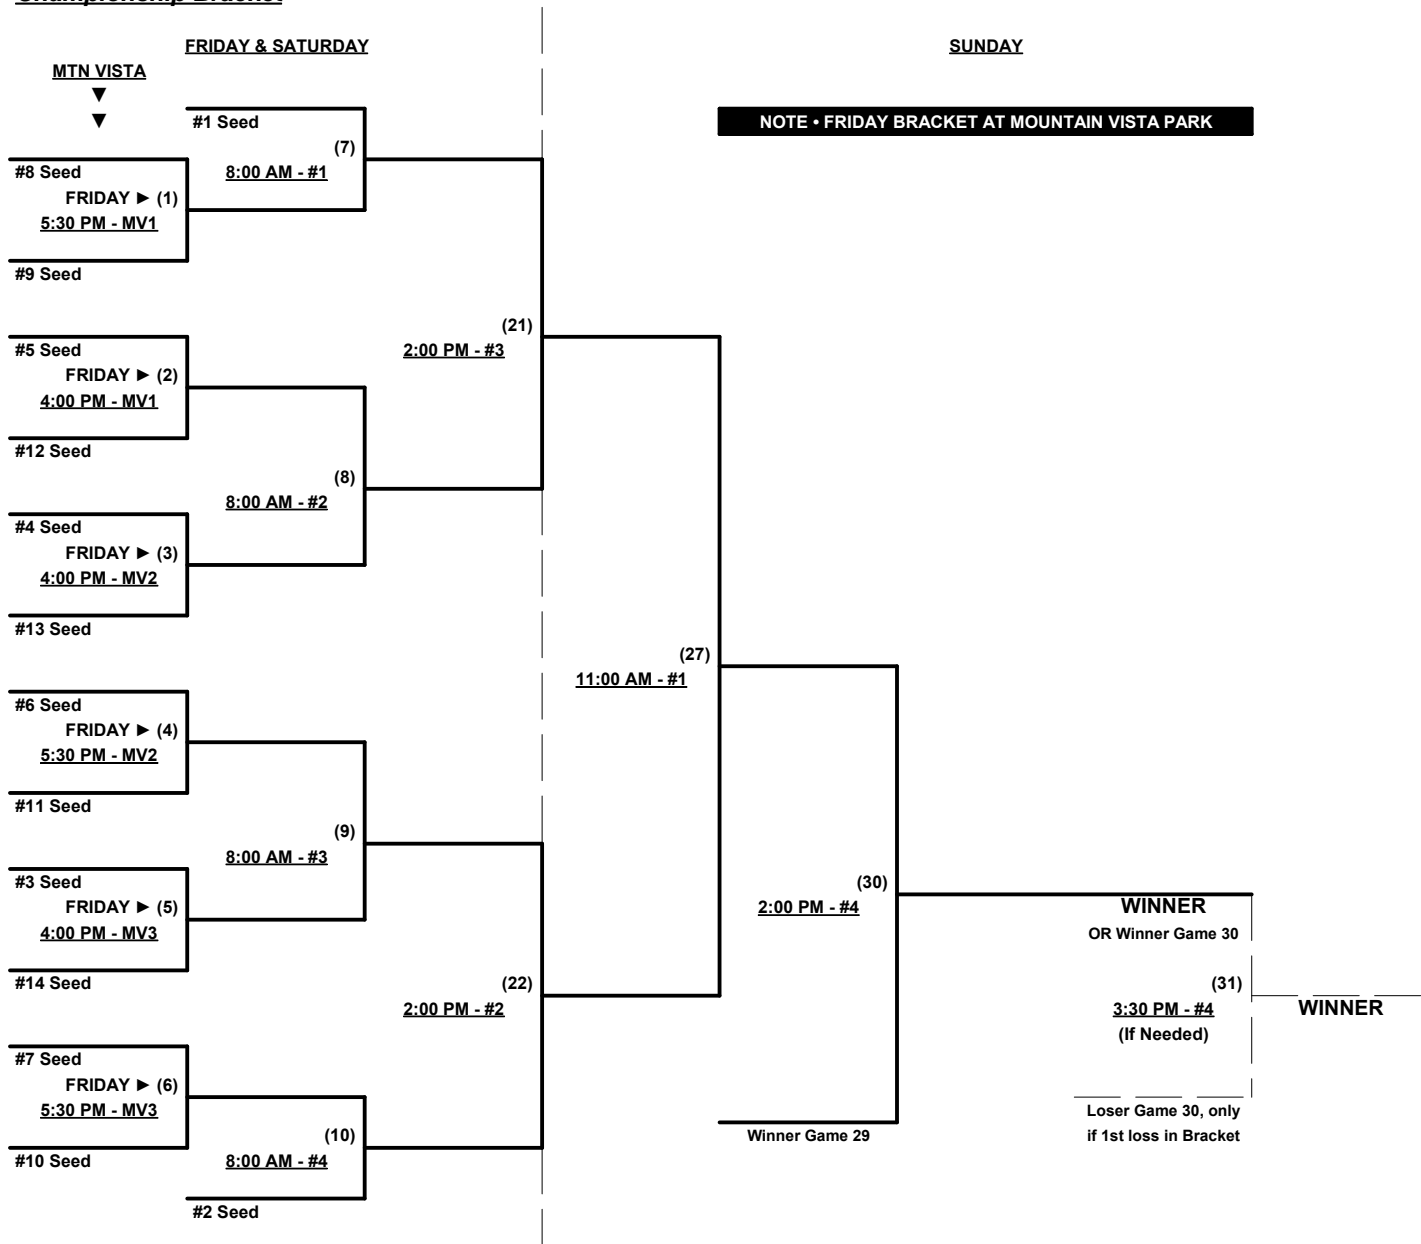 Championship Bracket
FRIDAY & SATURDAY
SUNDAY
MTN VISTA
▼
▼
#1 Seed
NOTE • FRIDAY BRACKET AT MOUNTAIN VISTA PARK
(7)
8:00 AM - #1
#8 Seed
FRIDAY ► (1)
5:30 PM - MV1
#9 Seed
(21)
2:00 PM - #3
#5 Seed
FRIDAY ► (2)
4:00 PM - MV1
#12 Seed
(8)
8:00 AM - #2
#4 Seed
FRIDAY ► (3)
4:00 PM - MV2
#13 Seed
(27)
11:00 AM - #1
#6 Seed
FRIDAY ► (4)
5:30 PM - MV2
#11 Seed
(9)
8:00 AM - #3
#3 Seed
FRIDAY ► (5)
4:00 PM - MV3
#14 Seed
(30)
2:00 PM - #4
WINNER
OR Winner Game 30
(22)
2:00 PM - #2
(31)
3:30 PM - #4
(If Needed)
WINNER
#7 Seed
FRIDAY ► (6)
5:30 PM - MV3
#10 Seed
(10)
8:00 AM - #4
#2 Seed
Winner Game 29
Loser Game 30, only
if 1st loss in Bracket